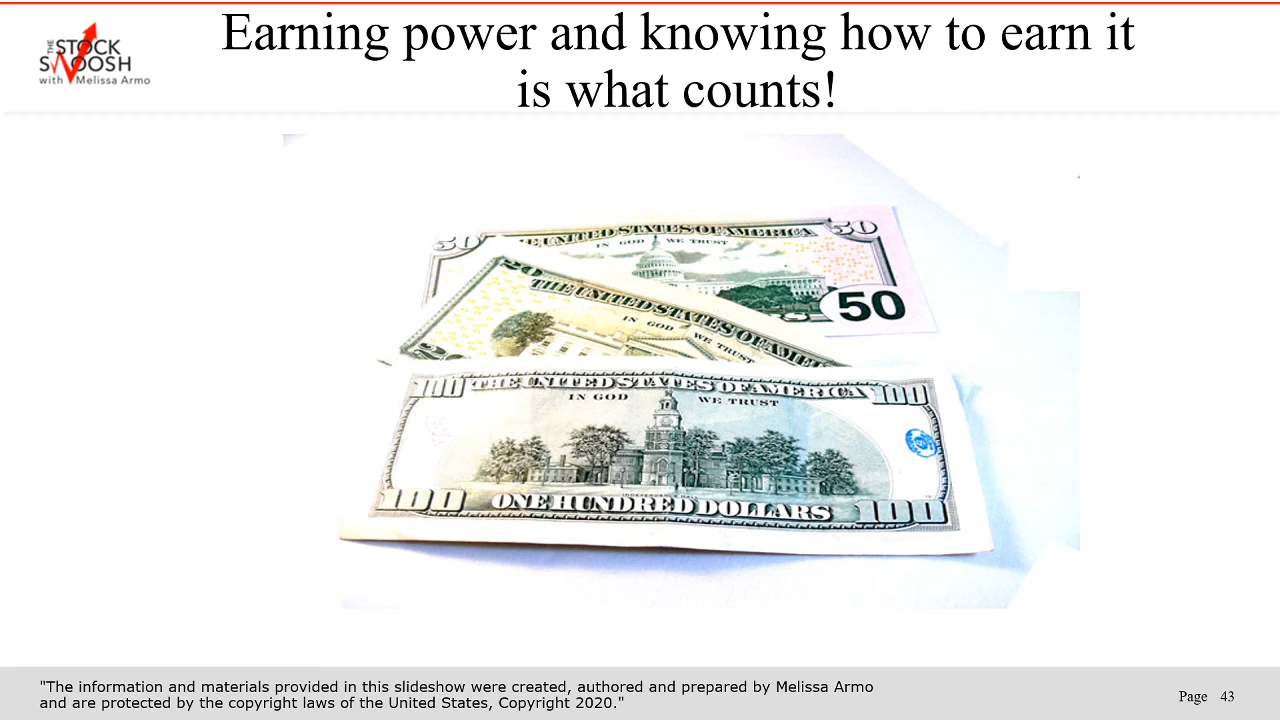 Earning power and knowing how to earn it
is what counts!
THE STOCK
SWOOSH
with Melissa Armo
50 THE UNITED STATES OF AMERICA 50
IN GOD WE TRUST
50
20
THE UNITED STATES OF AMERI
IN GOD WE TRUST
20
100 THE UNITED STATES OF AMERICA 100
IN GOD WE TRUST
100 ONE HUNDRED DOLLARS 100
"The information and materials provided in this slideshow were created, authored and prepared by Melissa Armo
and are protected by the copyright laws of the United States, Copyright 2020."
Page 43